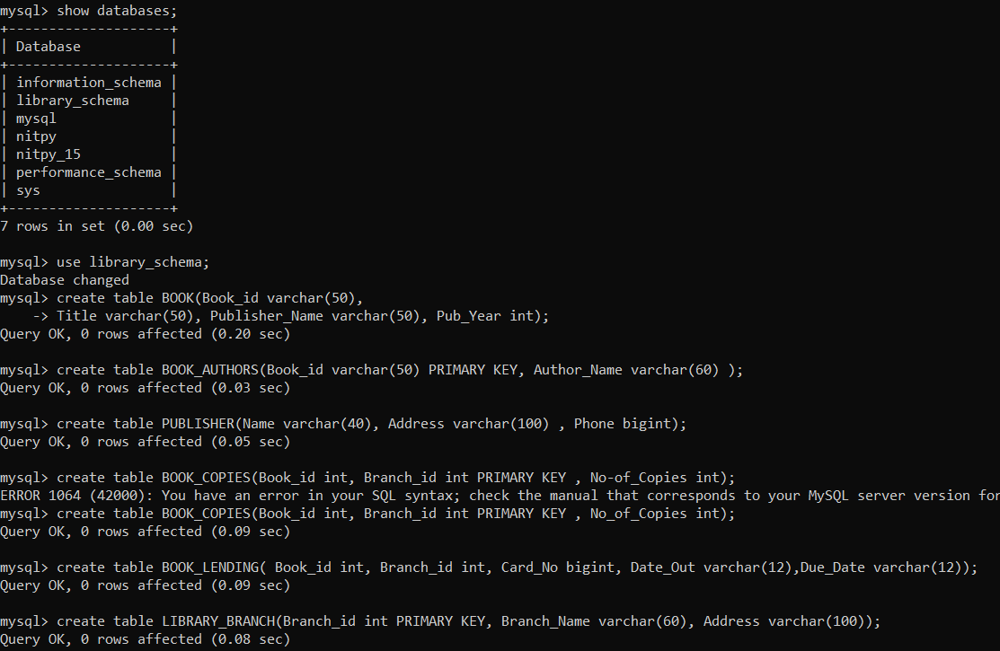 mysql> show databases;
+--------------------+
| Database           |
+--------------------+
| information_schema |
| library_schema     |
| mysql              |
| nitpy              |
| nitpy_15           |
| performance_schema |
| sys                |
+--------------------+
7 rows in set (0.00 sec)

mysql> use library_schema;
Database changed
mysql> create table BOOK(Book_id varchar(50),
    -> Title varchar(50), Publisher_Name varchar(50), Pub_Year int);
Query OK, 0 rows affected (0.20 sec)

mysql> create table BOOK_AUTHORS(Book_id varchar(50) PRIMARY KEY, Author_Name varchar(60) );
Query OK, 0 rows affected (0.03 sec)

mysql> create table PUBLISHER(Name varchar(40), Address varchar(100) , Phone bigint);
Query OK, 0 rows affected (0.05 sec)

mysql> create table BOOK_COPIES(Book_id int, Branch_id int PRIMARY KEY , No-of_Copies int);
ERROR 1064 (42000): You have an error in your SQL syntax; check the manual that corresponds to your MySQL server version for
mysql> create table BOOK_COPIES(Book_id int, Branch_id int PRIMARY KEY , No_of_Copies int);
Query OK, 0 rows affected (0.09 sec)

mysql> create table BOOK_LENDING( Book_id int, Branch_id int, Card_No bigint, Date_Out varchar(12),Due_Date varchar(12));
Query OK, 0 rows affected (0.09 sec)

mysql> create table LIBRARY_BRANCH(Branch_id int PRIMARY KEY, Branch_Name varchar(60), Address varchar(100));
Query OK, 0 rows affected (0.08 sec)